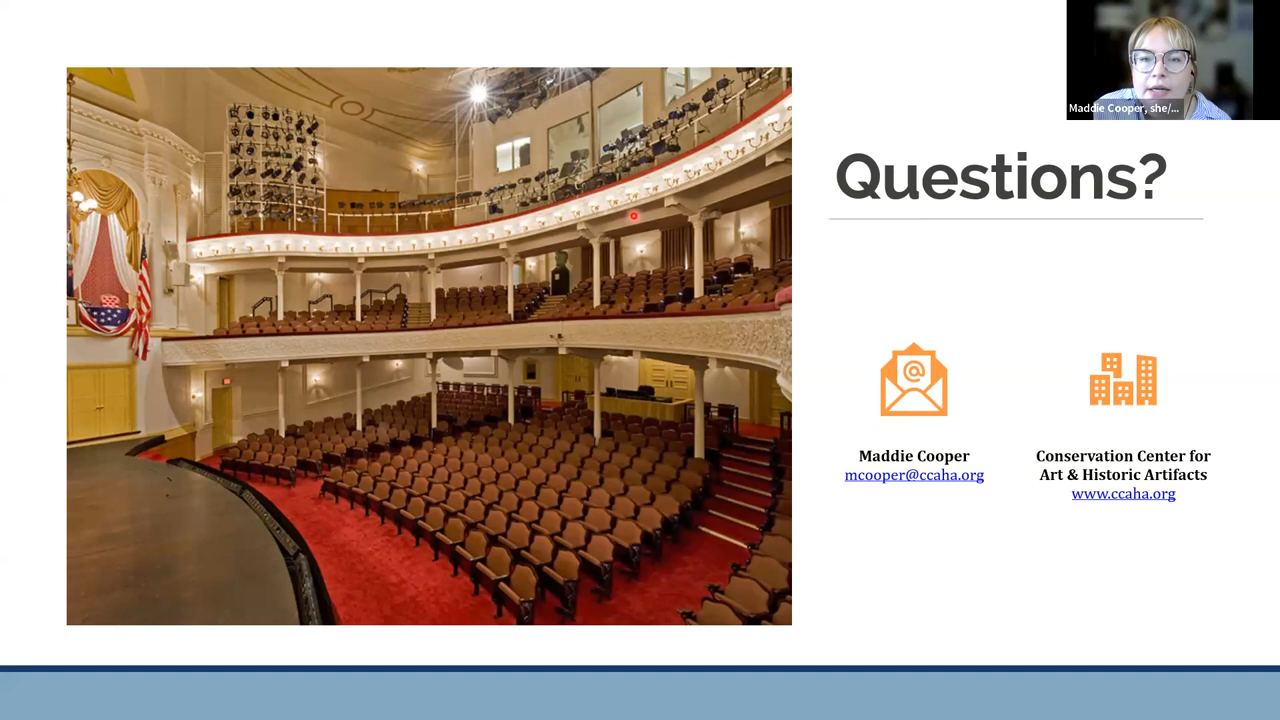 Maddie Cooper, she/...
Questions?
@
Maddie Cooper
mcooper@ccaha.org
Conservation Center for
Art & Historic Artifacts
www.ccaha.org